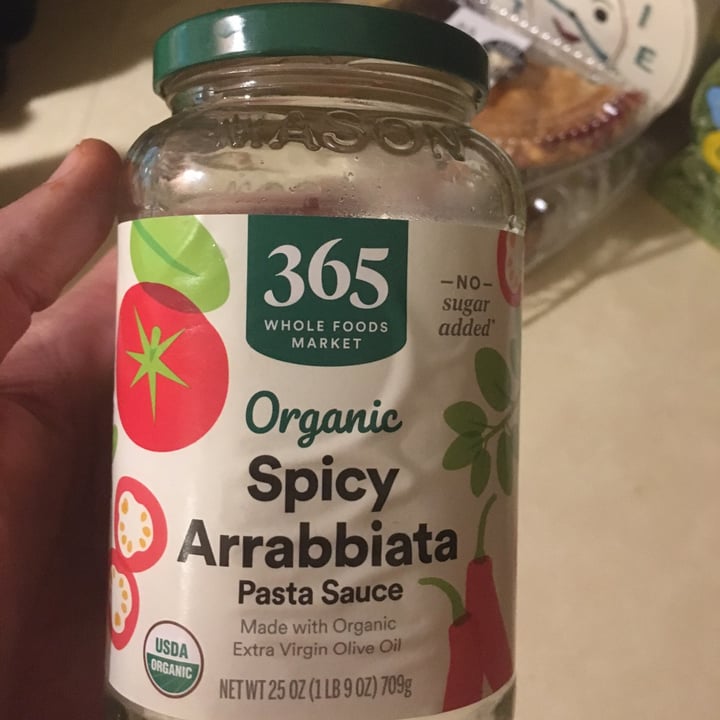 MASON
365
WHOLE FOODS
MARKET
—NO—
sugar
added*
Organic
Spicy
Arrabbiata
Pasta Sauce
Made with Organic
Extra Virgin Olive Oil
USDA
ORGANIC
NET WT 25 OZ (1 LB 9 OZ) 709g
I E